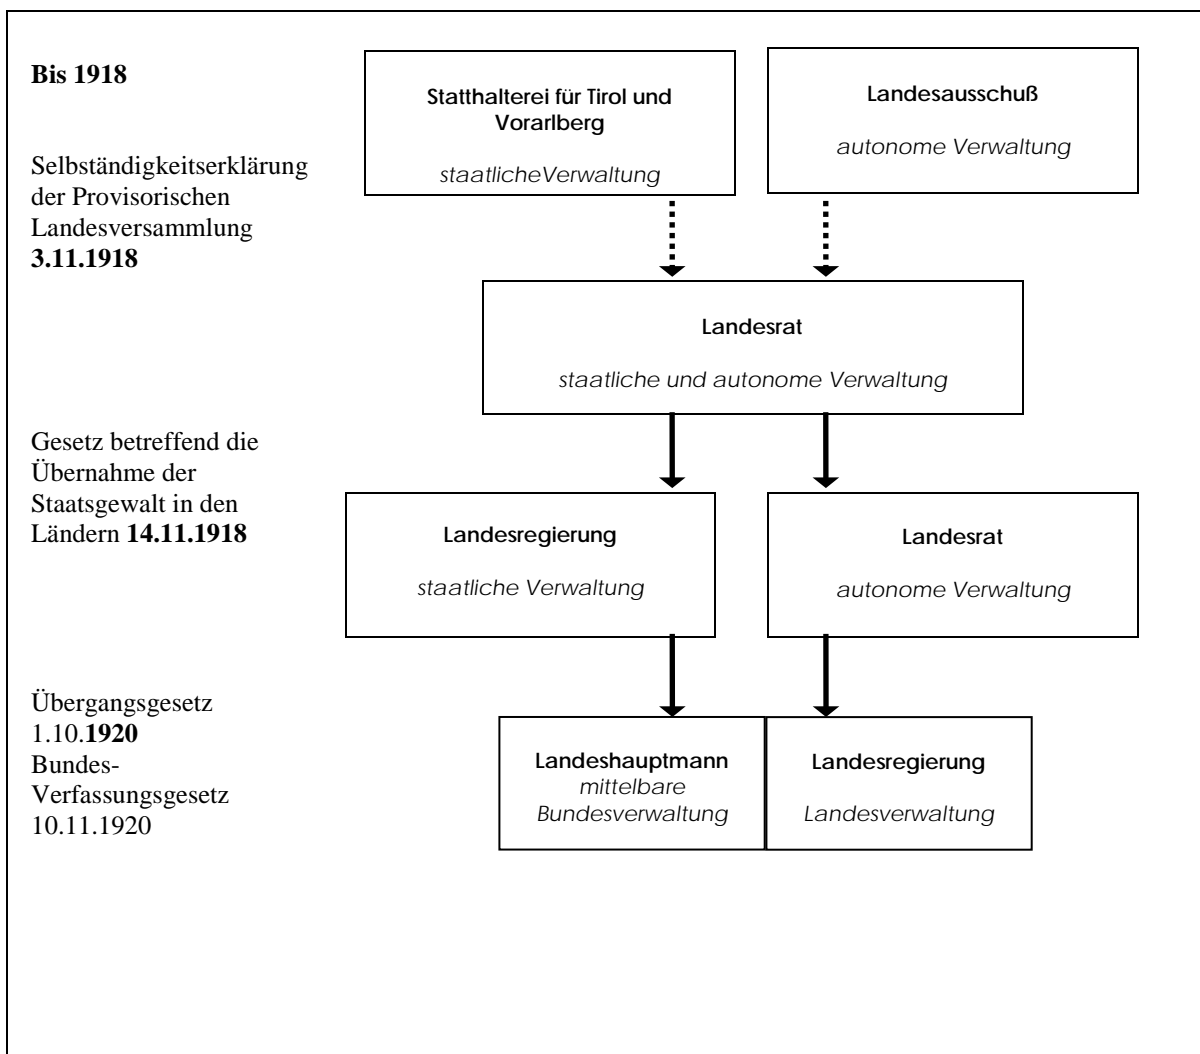 Bis 1918
Statthalterei für Tirol und
Vorarlberg
staatlicheVerwaltung
Landesausschuß
autonome Verwaltung
Selbständigkeitserklärung
der Provisorischen
Landesversammlung
3.11.1918
Landesrat
staatliche und autonome Verwaltung
Gesetz betreffend die
Übernahme der
Staatsgewalt in den
Ländern 14.11.1918
Landesregierung
staatliche Verwaltung
Landesrat
autonome Verwaltung
Übergangsgesetz
1.10.1920
Bundes-
Verfassungsgesetz
10.11.1920
Landeshauptmann
mittelbare
Bundesverwaltung
Landesregierung
Landesverwaltung